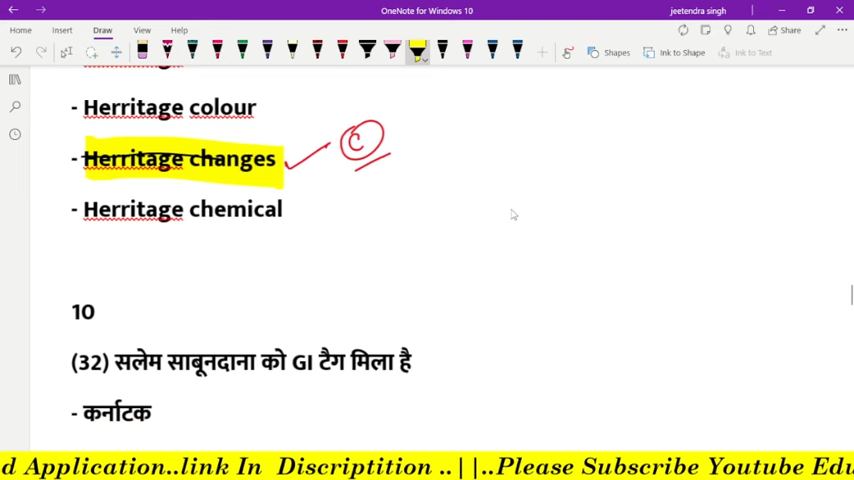 OneNote for Windows 10
jeetendra singh
Home Insert Draw View Help
Share
Shapes
Ink to Shape
Ink to Text
- Herritage colour
- Herritage changes
C
- Herritage chemical
10
(32) सलेम साबूनदाना को GI टैग मिला है
- कर्नाटक
d Application..link In Discriptition ..||..Please Subscribe Youtube Edu